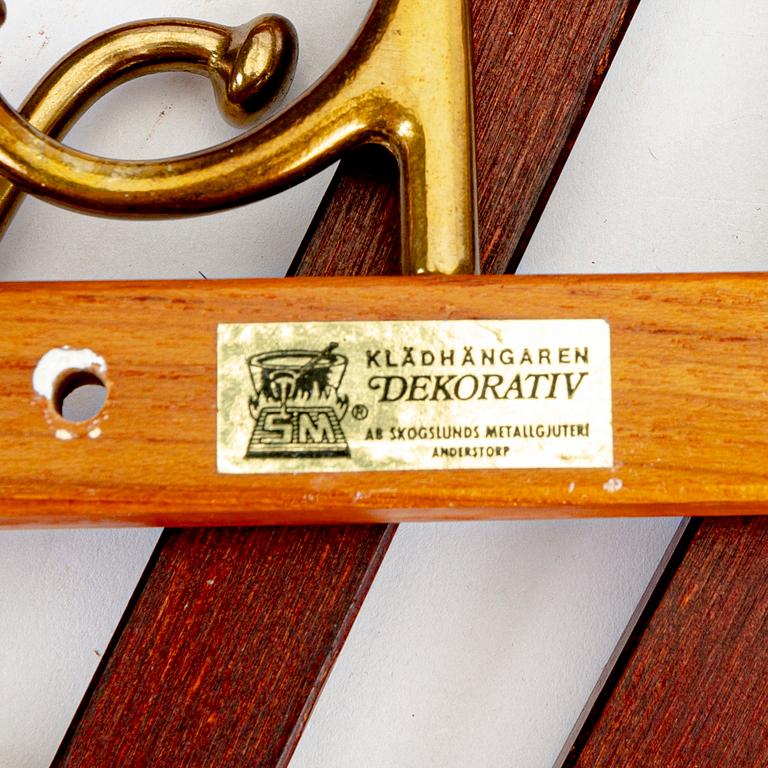 KLÄDHÄNGAREN
DEKORATIV
SM ®
AB SKOGSLUNDS METALLGJUTERI
ANDERSTORP